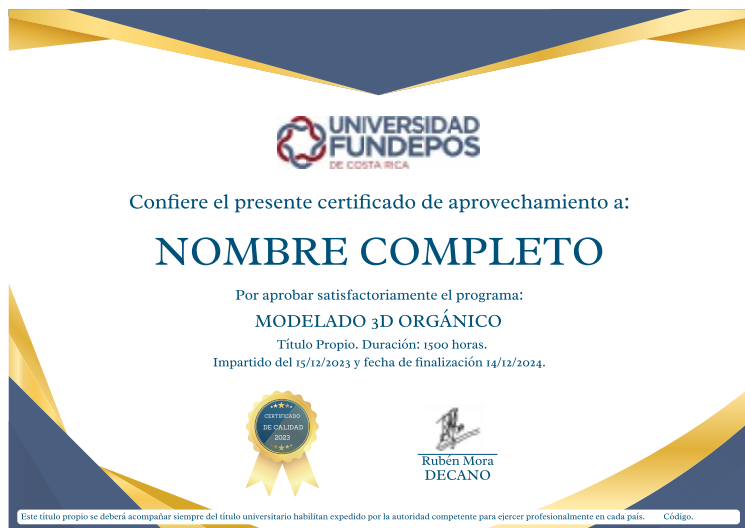 UNIVERSIDAD
FUNDEPOS
DE COSTA RICA
Confiere el presente certificado de aprovechamiento a:
NOMBRE COMPLETO
Por aprobar satisfactoriamente el programa:
MODELADO 3D ORGÁNICO
Título Propio. Duración: 1500 horas.
Impartido del 15/12/2023 y fecha de finalización 14/12/2024.
CERTIFICADO
DE CALIDAD
2023
Rubén Mora
DECANO
Este título propio se deberá acompañar siempre del título universitario habilitan expedido por la autoridad competente para ejercer profesionalmente en cada país. Código.